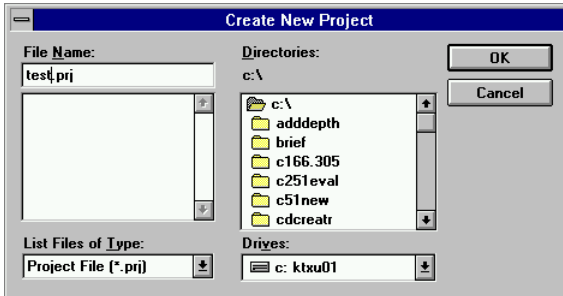 Create New Project
File Name:
test.prj
Directories:
c:\
OK
Cancel
c:\
adddepth
brief
c166.305
c251eval
c51new
cdcreatr
List Files of Type:
Project File (*.prj)
Drives:
c: ktxu01